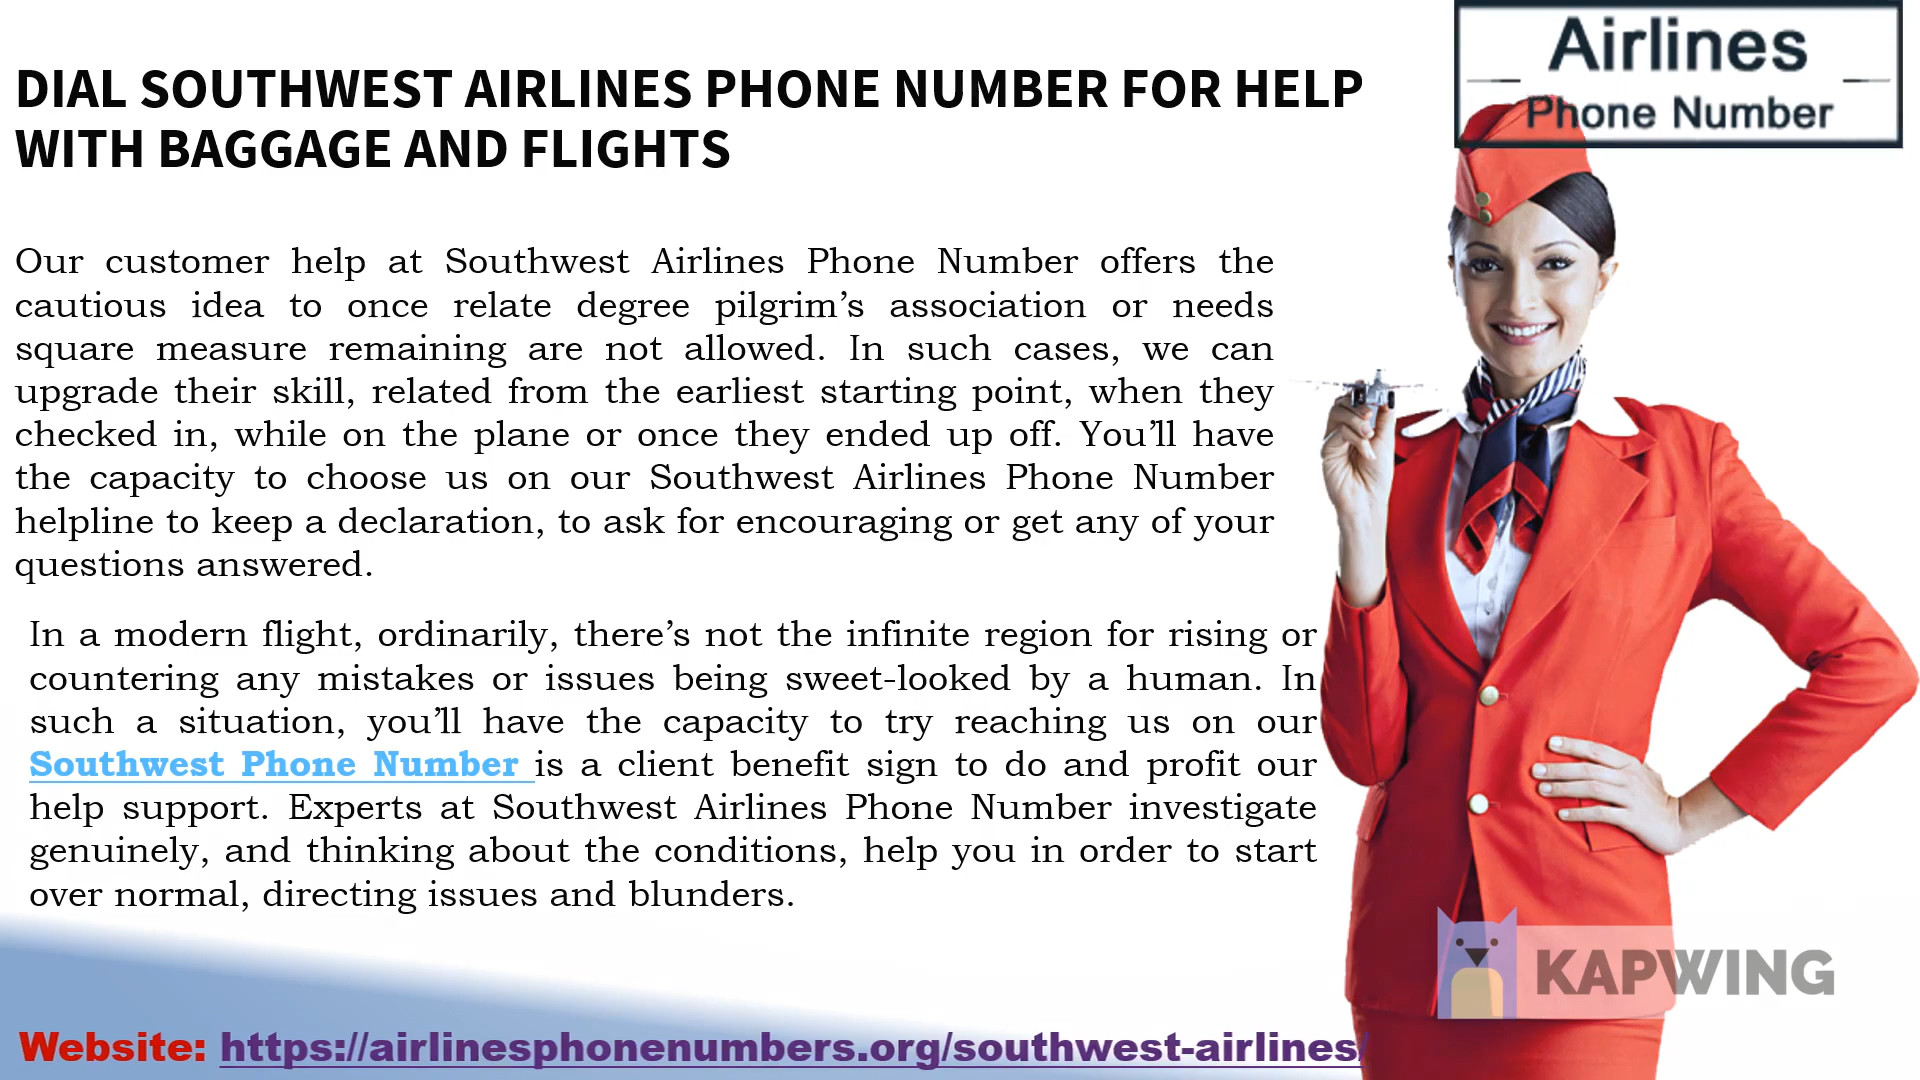 Airlines
Phone Number
DIAL SOUTHWEST AIRLINES PHONE NUMBER FOR HELP
WITH BAGGAGE AND FLIGHTS
Our customer help at Southwest Airlines Phone Number offers the
cautious idea to once relate degree pilgrim’s association or needs
square measure remaining are not allowed. In such cases, we can
upgrade their skill, related from the earliest starting point, when they
checked in, while on the plane or once they ended up off. You’ll have
the capacity to choose us on our Southwest Airlines Phone Number
helpline to keep a declaration, to ask for encouraging or get any of your
questions answered.
In a modern flight, ordinarily, there’s not the infinite region for rising or
countering any mistakes or issues being sweet-looked by a human. In
such a situation, you’ll have the capacity to try reaching us on our
Southwest Phone Number is a client benefit sign to do and profit our
help support. Experts at Southwest Airlines Phone Number investigate
genuinely, and thinking about the conditions, help you in order to start
over normal, directing issues and blunders.
KAPWING
Website: https://airlinesphonenumbers.org/southwest-airlines/